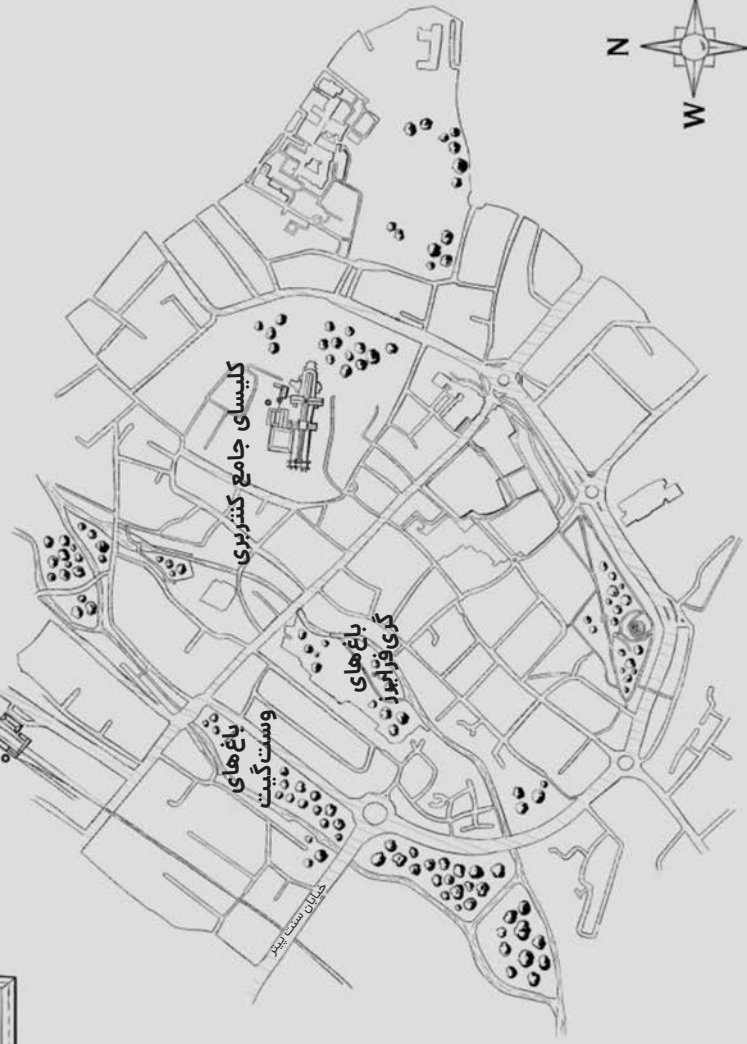 کلیسای جامع کنتربری
باغ‌های
گری‌فرایرز
باغ‌های
وست‌گیت
خیابان سنت پیتر
N
W